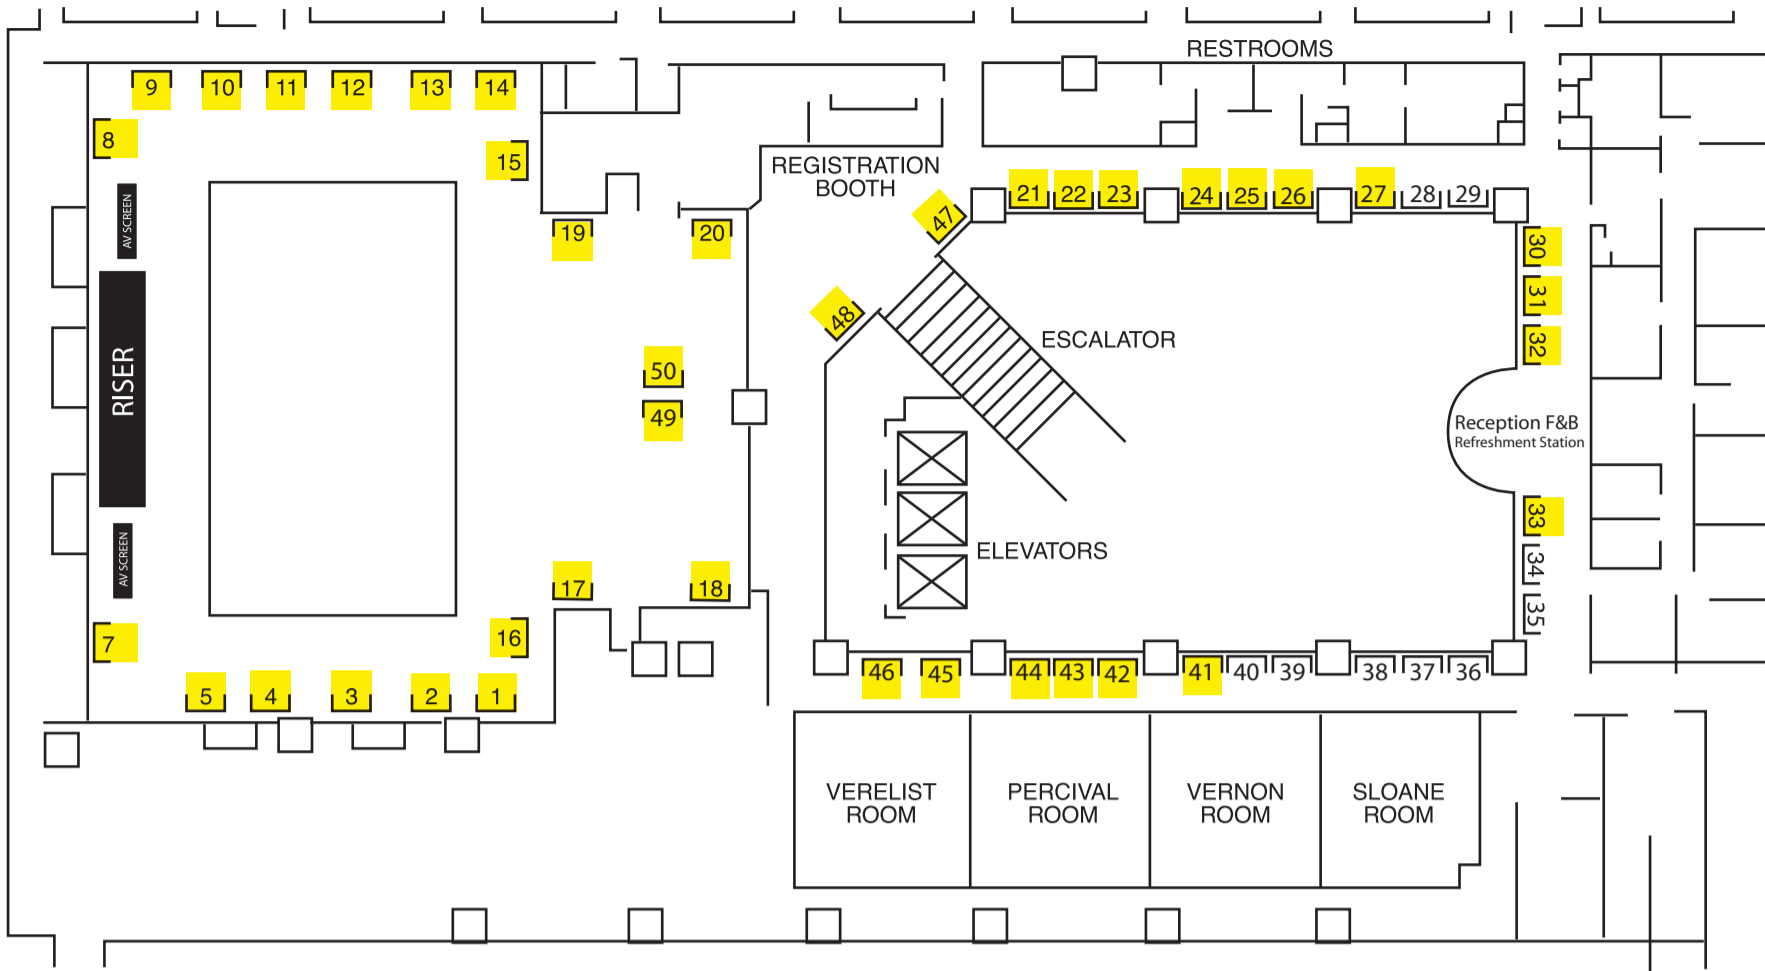 RESTROOMS
9 10 11 12 13 14
8
15
REGISTRATION
BOOTH
21 22 23 24 25 26 27 28 29
47
19 20
30
31
32
48
AV SCREEN
RISER
AV SCREEN
ESCALATOR
50
49
Reception F&B
Refreshment Station
33
34
35
ELEVATORS
17 18
16
7
5 4 3 2 1
46 45 44 43 42 41 40 39 38 37 36
VERELIST
ROOM
PERCIVAL
ROOM
VERNON
ROOM
SLOANE
ROOM